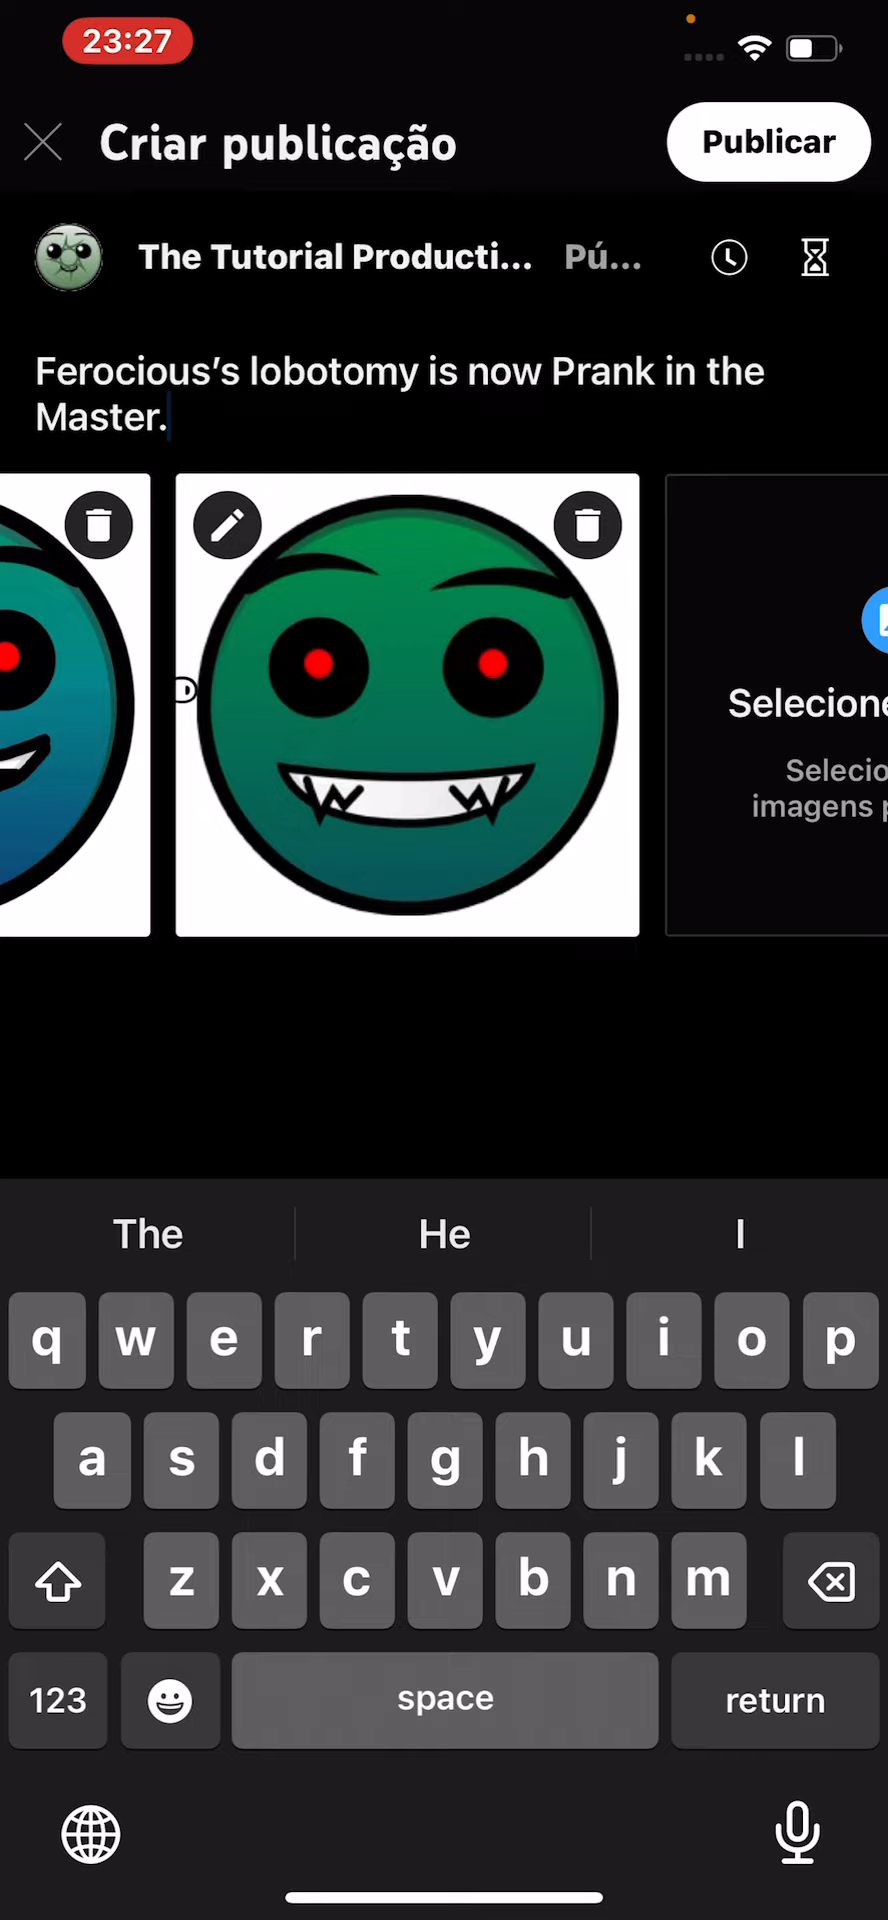 23:27
Criar publicação
Publicar
The Tutorial Producti...
Pú...
Ferocious’s lobotomy is now Prank in the
Master.
Selecione
Selecio
imagens p
The
He
I
q w e r t y u i o p
a s d f g h j k l
z x c v b n m
123
space
return